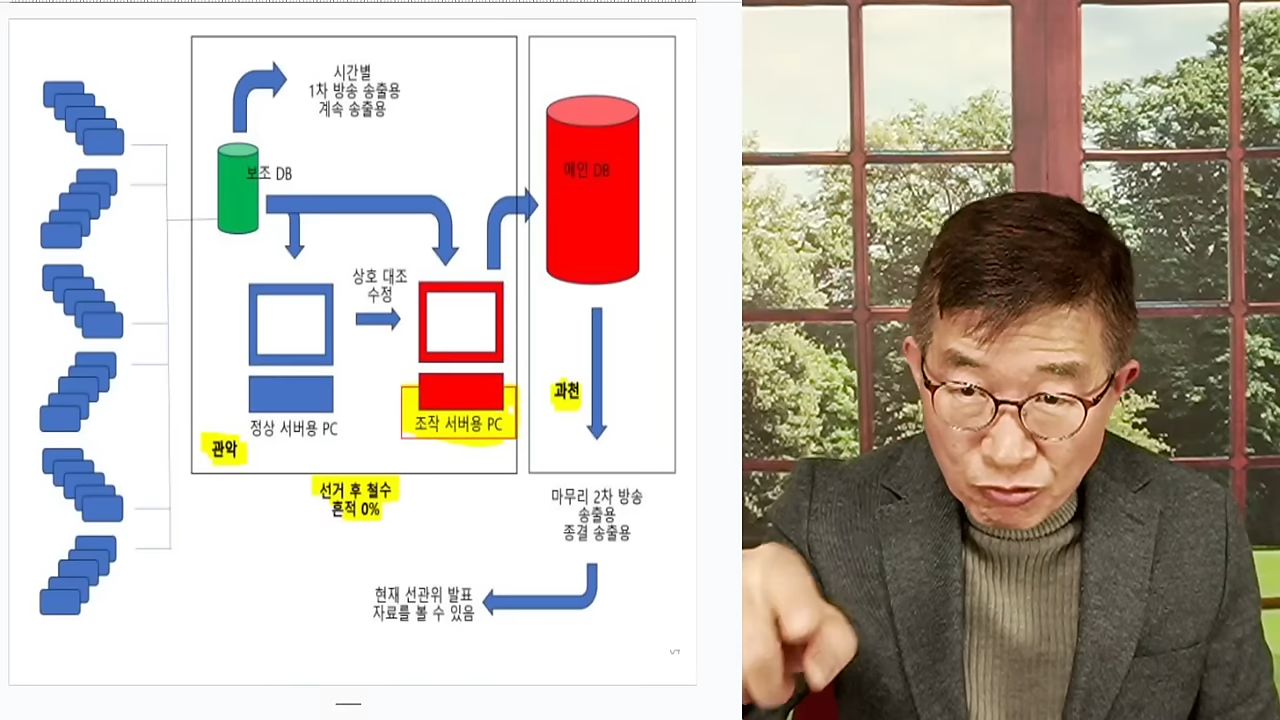 시간별
1차 방송 송출용
계속 송출용
보조 DB
메인 DB
상호 대조
수정
정상 서버용 PC
조작 서버용 PC
관악
과천
선거 후 철수
흔적 0%
마무리 2차 방송
송출용
종결 송출용
현재 선관위 발표
자료를 볼 수 있음